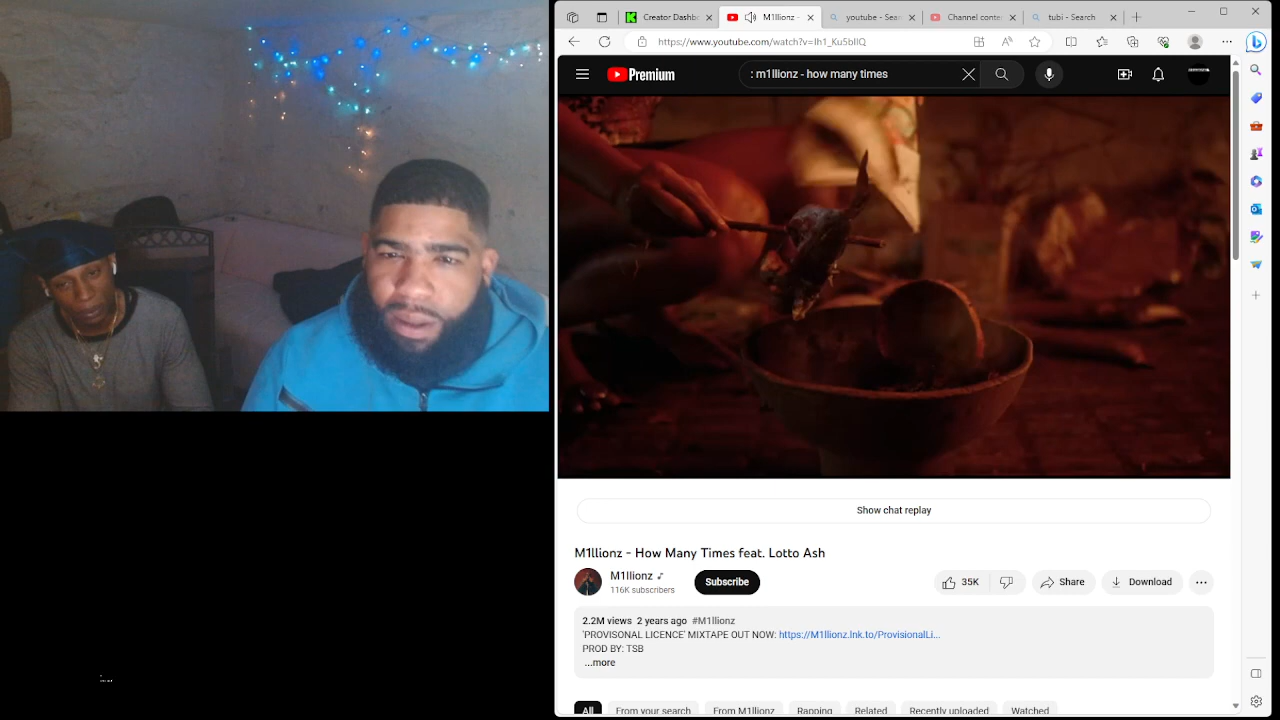 Creator Dashbo
M1llionz -
youtube - Sear
Channel conte
tubi - Search
https://www.youtube.com/watch?v=Ih1_Ku5bIIQ
Premium
: m1llionz - how many times
Show chat replay
M1llionz - How Many Times feat. Lotto Ash
M1llionz
116K subscribers
Subscribe
35K
Share
Download
2.2M views 2 years ago #M1llionz
'PROVISONAL LICENCE' MIXTAPE OUT NOW: https://M1llionz.lnk.to/ProvisionalLi...
PROD BY: TSB
...more
All
From your search
From M1llionz
Rapping
Related
Recently uploaded
Watched